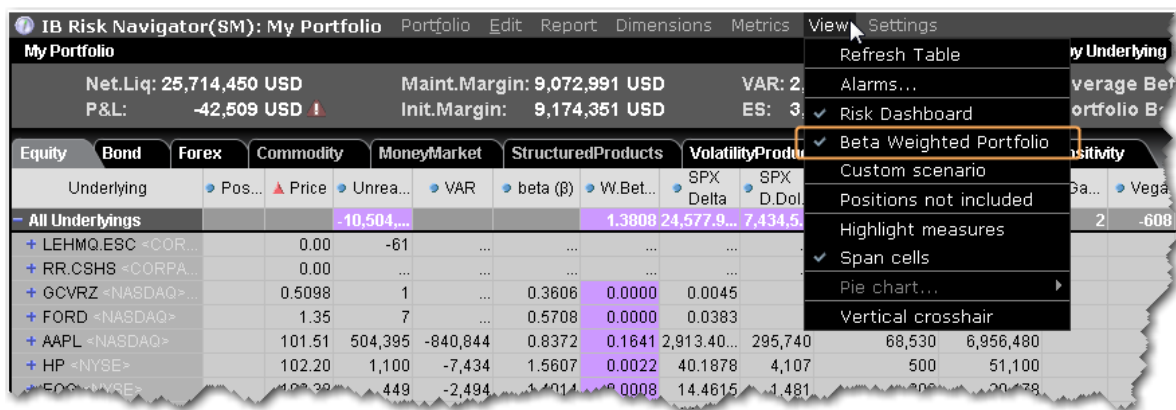 IB Risk Navigator(SM): My Portfolio Portfolio Edit Report Dimensions Metrics View Settings
My Portfolio by Underlying
Refresh Table
Net.Liq: 25,714,450 USD Maint.Margin: 9,072,991 USD VAR: 2, Alarms... verage Bet
P&L: -42,509 USD Init.Margin: 9,174,351 USD ES: 3, Risk Dashboard
Beta Weighted Portfolio
Equity Bond Forex Commodity MoneyMarket StructuredProducts VolatilityProdu nsitivity
Custom scenario
Underlying Pos... Price Unrea... VAR beta (β) W.Bet... SPX Delta SPX D.Dol. Positions not included Ga... Vega
All Underlyings -10,504,... 1.3808 24,577.9... 7,434,5.. 2 -608
Highlight measures
+ LEHMQ.ESC <COR... 0.00 -61 ... ... ... ...
Span cells
+ RR.CSHS <CORPA... 0.00 ... ... ... ... ...
Pie chart...
+ GCVRZ <NASDAQ>... 0.5098 1 ... 0.3606 0.0000 0.0045
Vertical crosshair
+ FORD <NASDAQ> 1.35 7 ... 0.5708 0.0000 0.0383
+ AAPL <NASDAQ> 101.51 504,395 -840,844 0.8372 0.1641 2,913.40... 295,740 68,530 6,956,480
+ HP <NYSE> 102.20 1,100 -7,434 1.5607 0.0022 40.1878 4,107 500 51,100
449 -2,494 0.0008 14.4615 1,481